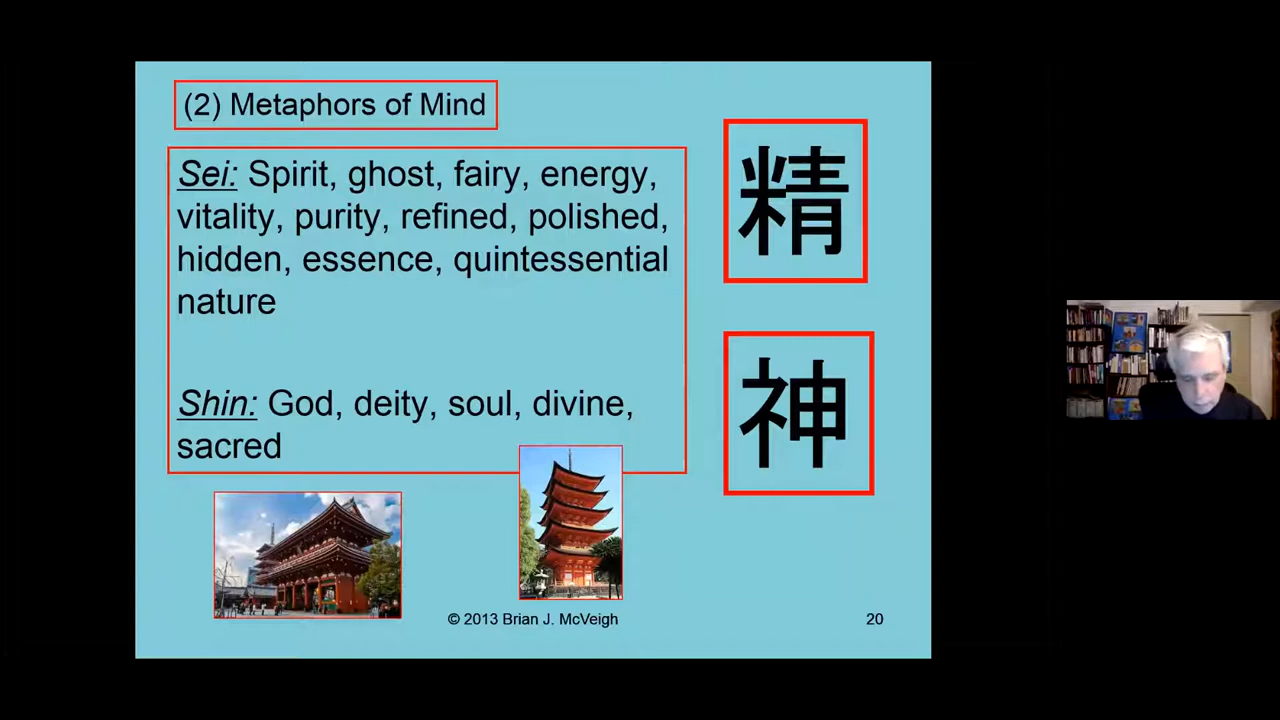 (2) Metaphors of Mind
Sei: Spirit, ghost, fairy, energy,
vitality, purity, refined, polished,
hidden, essence, quintessential
nature
Shin: God, deity, soul, divine,
sacred
精
神
© 2013 Brian J. McVeigh
20